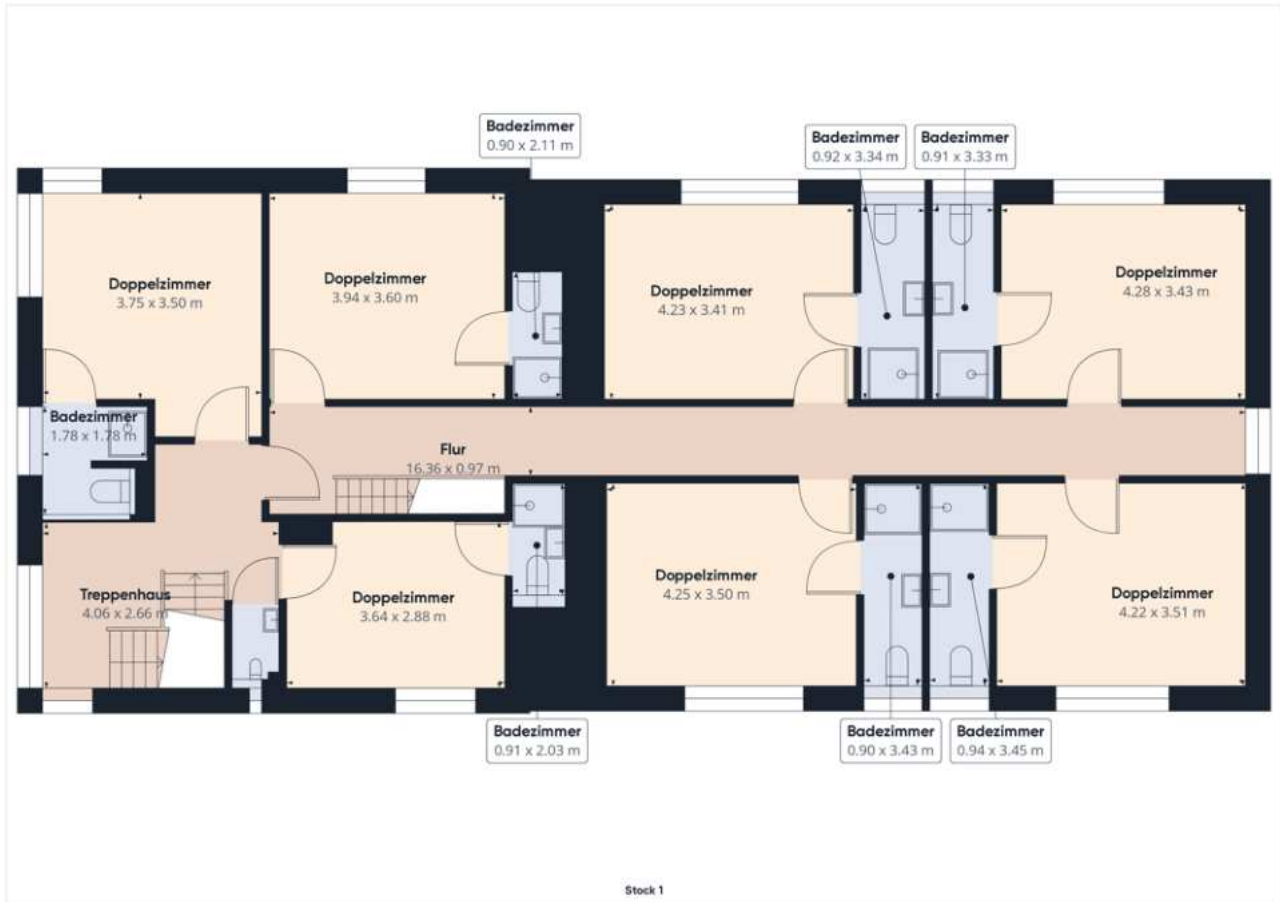 Badezimmer
0.90 x 2.11 m
Badezimmer
0.92 x 3.34 m
Badezimmer
0.91 x 3.33 m
Doppelzimmer
3.75 x 3.50 m
Doppelzimmer
3.94 x 3.60 m
Doppelzimmer
4.23 x 3.41 m
Doppelzimmer
4.28 x 3.43 m
Badezimmer
1.78 x 1.78 m
Flur
16.36 x 0.97 m
Treppenhaus
4.06 x 2.66 m
Doppelzimmer
3.64 x 2.88 m
Doppelzimmer
4.25 x 3.50 m
Doppelzimmer
4.22 x 3.51 m
Badezimmer
0.91 x 2.03 m
Badezimmer
0.90 x 3.43 m
Badezimmer
0.94 x 3.45 m
Stock 1